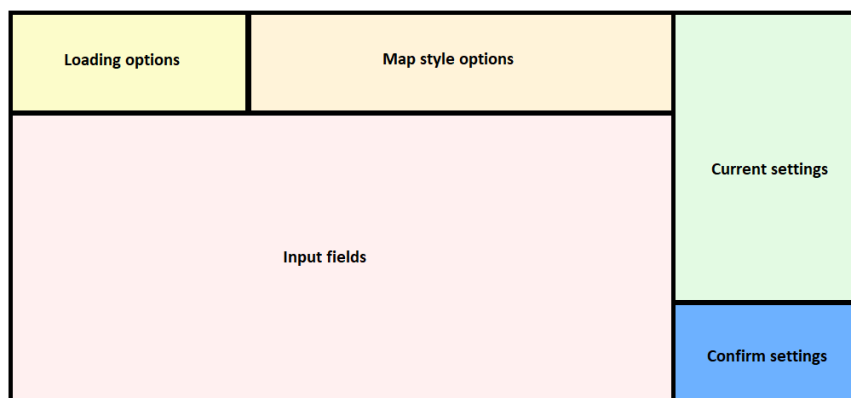 Loading options
Map style options
Current settings
Input fields
Confirm settings